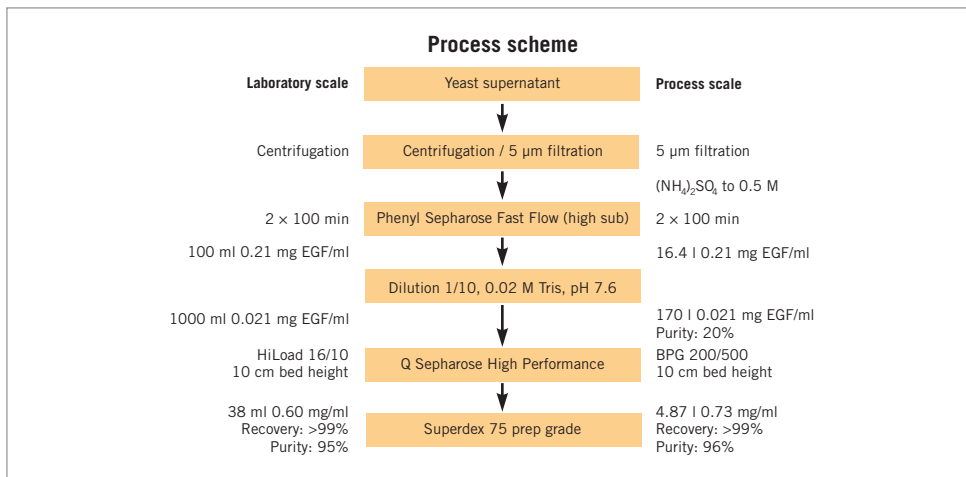 Process scheme
Laboratory scale
Yeast supernatant
Process scale
Centrifugation
Centrifugation / 5 µm filtration
5 µm filtration
(NH₄)₂SO₄ to 0.5 M
2 × 100 min
Phenyl Sepharose Fast Flow (high sub)
2 × 100 min
100 ml 0.21 mg EGF/ml
16.4 l 0.21 mg EGF/ml
Dilution 1/10, 0.02 M Tris, pH 7.6
1000 ml 0.021 mg EGF/ml
170 l 0.021 mg EGF/ml
Purity: 20%
HiLoad 16/10
10 cm bed height
Q Sepharose High Performance
BPG 200/500
10 cm bed height
38 ml 0.60 mg/ml
Recovery: >99%
Purity: 95%
Superdex 75 prep grade
4.87 l 0.73 mg/ml
Recovery: >99%
Purity: 96%